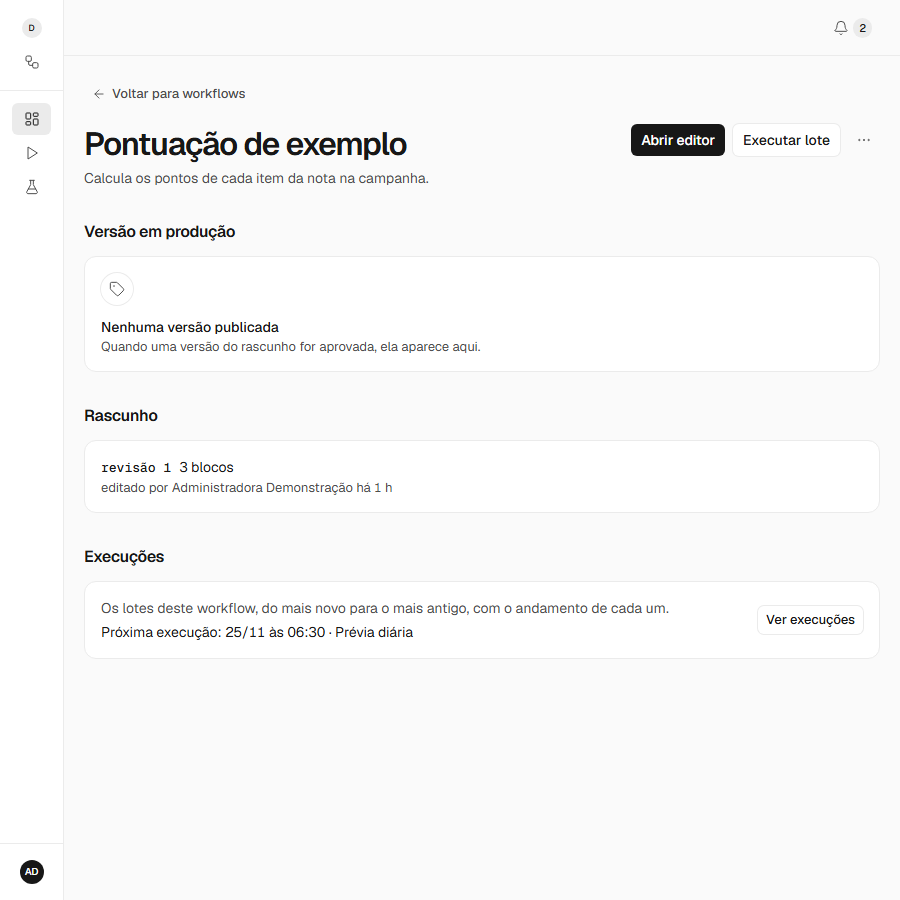 D
2
Voltar para workflows
Pontuação de exemplo
Abrir editor
Executar lote
Calcula os pontos de cada item da nota na campanha.
Versão em produção
Nenhuma versão publicada
Quando uma versão do rascunho for aprovada, ela aparece aqui.
Rascunho
revisão 1 3 blocos
editado por Administradora Demonstração há 1 h
Execuções
Os lotes deste workflow, do mais novo para o mais antigo, com o andamento de cada um.
Próxima execução: 25/11 às 06:30 · Prévia diária
Ver execuções
AD